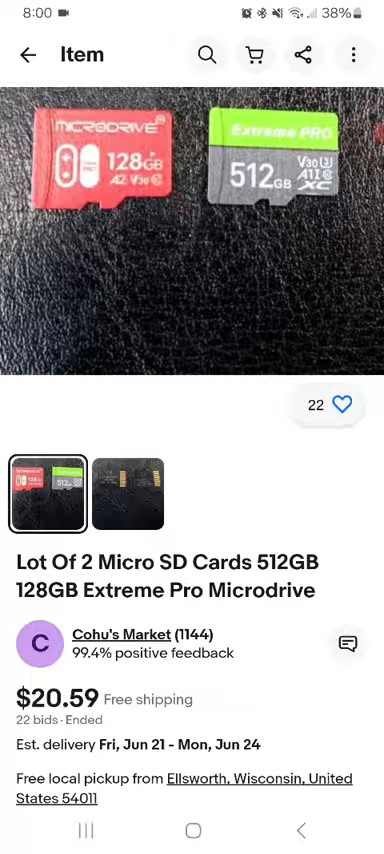 8:00
38%
Item
MICRODRIVE
128GB
A2 V30
Extreme PRO
512GB
V30
A1
XC
22
Lot Of 2 Micro SD Cards 512GB
128GB Extreme Pro Microdrive
C
Cohu's Market (1144)
99.4% positive feedback
$20.59 Free shipping
22 bids · Ended
Est. delivery Fri, Jun 21 - Mon, Jun 24
Free local pickup from Ellsworth, Wisconsin, United
States 54011